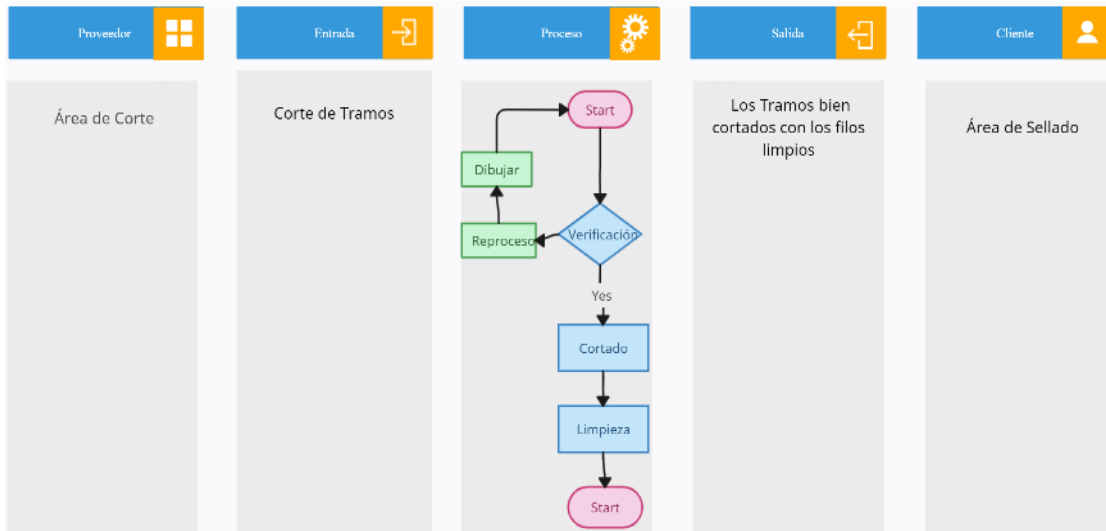 Proveedor
Entrada
Proceso
Salida
Cliente
Área de Corte
Corte de Tramos
Start
Dibujar
Reproceso
Verificación
Yes
Cortado
Limpieza
Start
Los Tramos bien
cortados con los filos
limpios
Área de Sellado